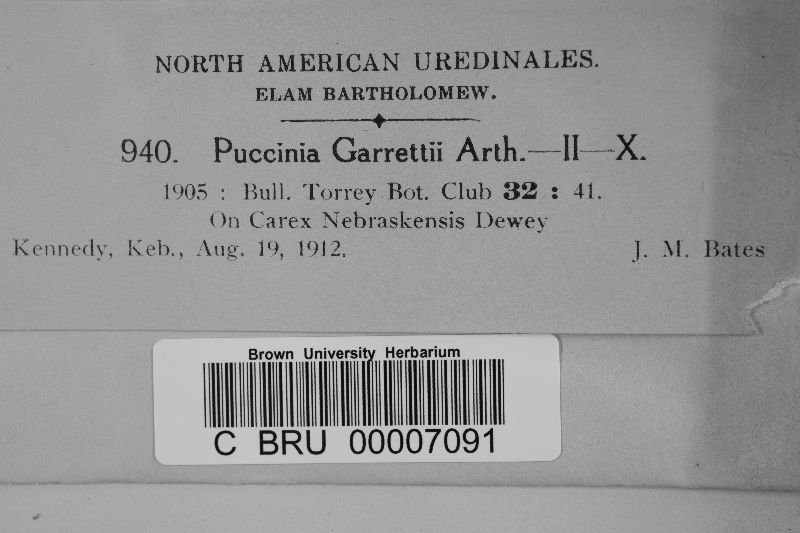 NORTH AMERICAN UREDINALES.
ELAM BARTHOLOMEW.
940. Puccinia Garrettii Arth.—II—X.
1905 : Bull. Torrey Bot. Club 32 : 41.
On Carex Nebraskensis Dewey
Kennedy, Keb., Aug. 19, 1912. J. M. Bates
Brown University Herbarium
C BRU 00007091